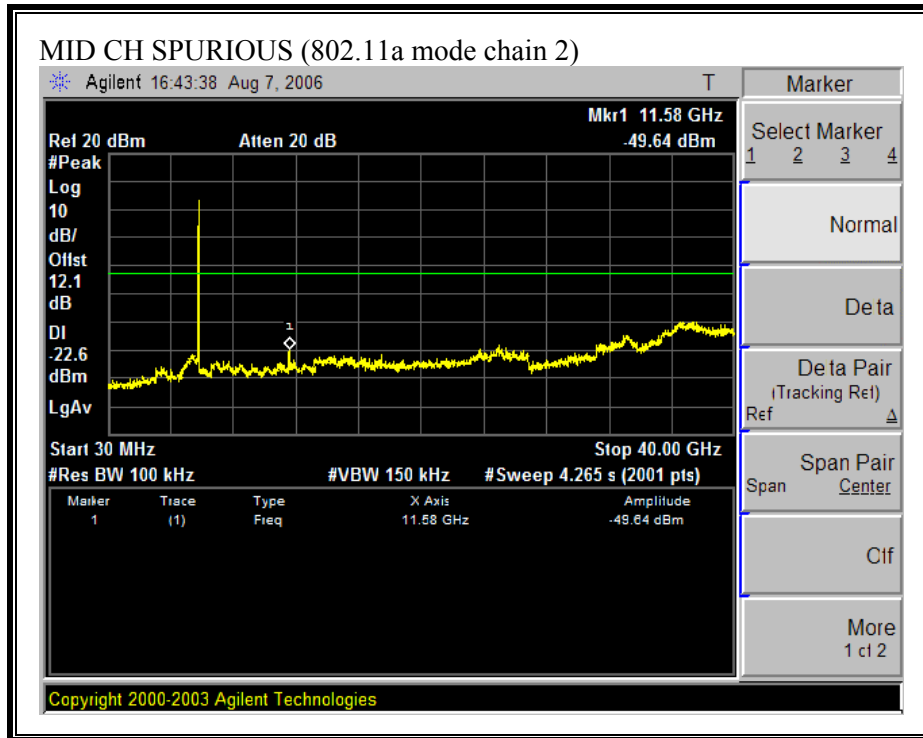 MID CH SPURIOUS (802.11a mode chain 2)
Agilent 16:43:38 Aug 7, 2006 T
Mkr1 11.58 GHz
Ref 20 dBm Atten 20 dB -49.64 dBm
#Peak
Log
10
dB/
Offst
12.1
dB
DI
-22.6
dBm
LgAv
1
Start 30 MHz Stop 40.00 GHz
#Res BW 100 kHz #VBW 150 kHz #Sweep 4.265 s (2001 pts)
Marker Trace Type X Axis Amplitude
1 (1) Freq 11.58 GHz -49.64 dBm
Marker
Select Marker
1 2 3 4
Normal
Delta
Delta Pair
(Tracking Ref)
Ref Δ
Span Pair
Span Center
Off
More
1 of 2
Copyright 2000-2003 Agilent Technologies